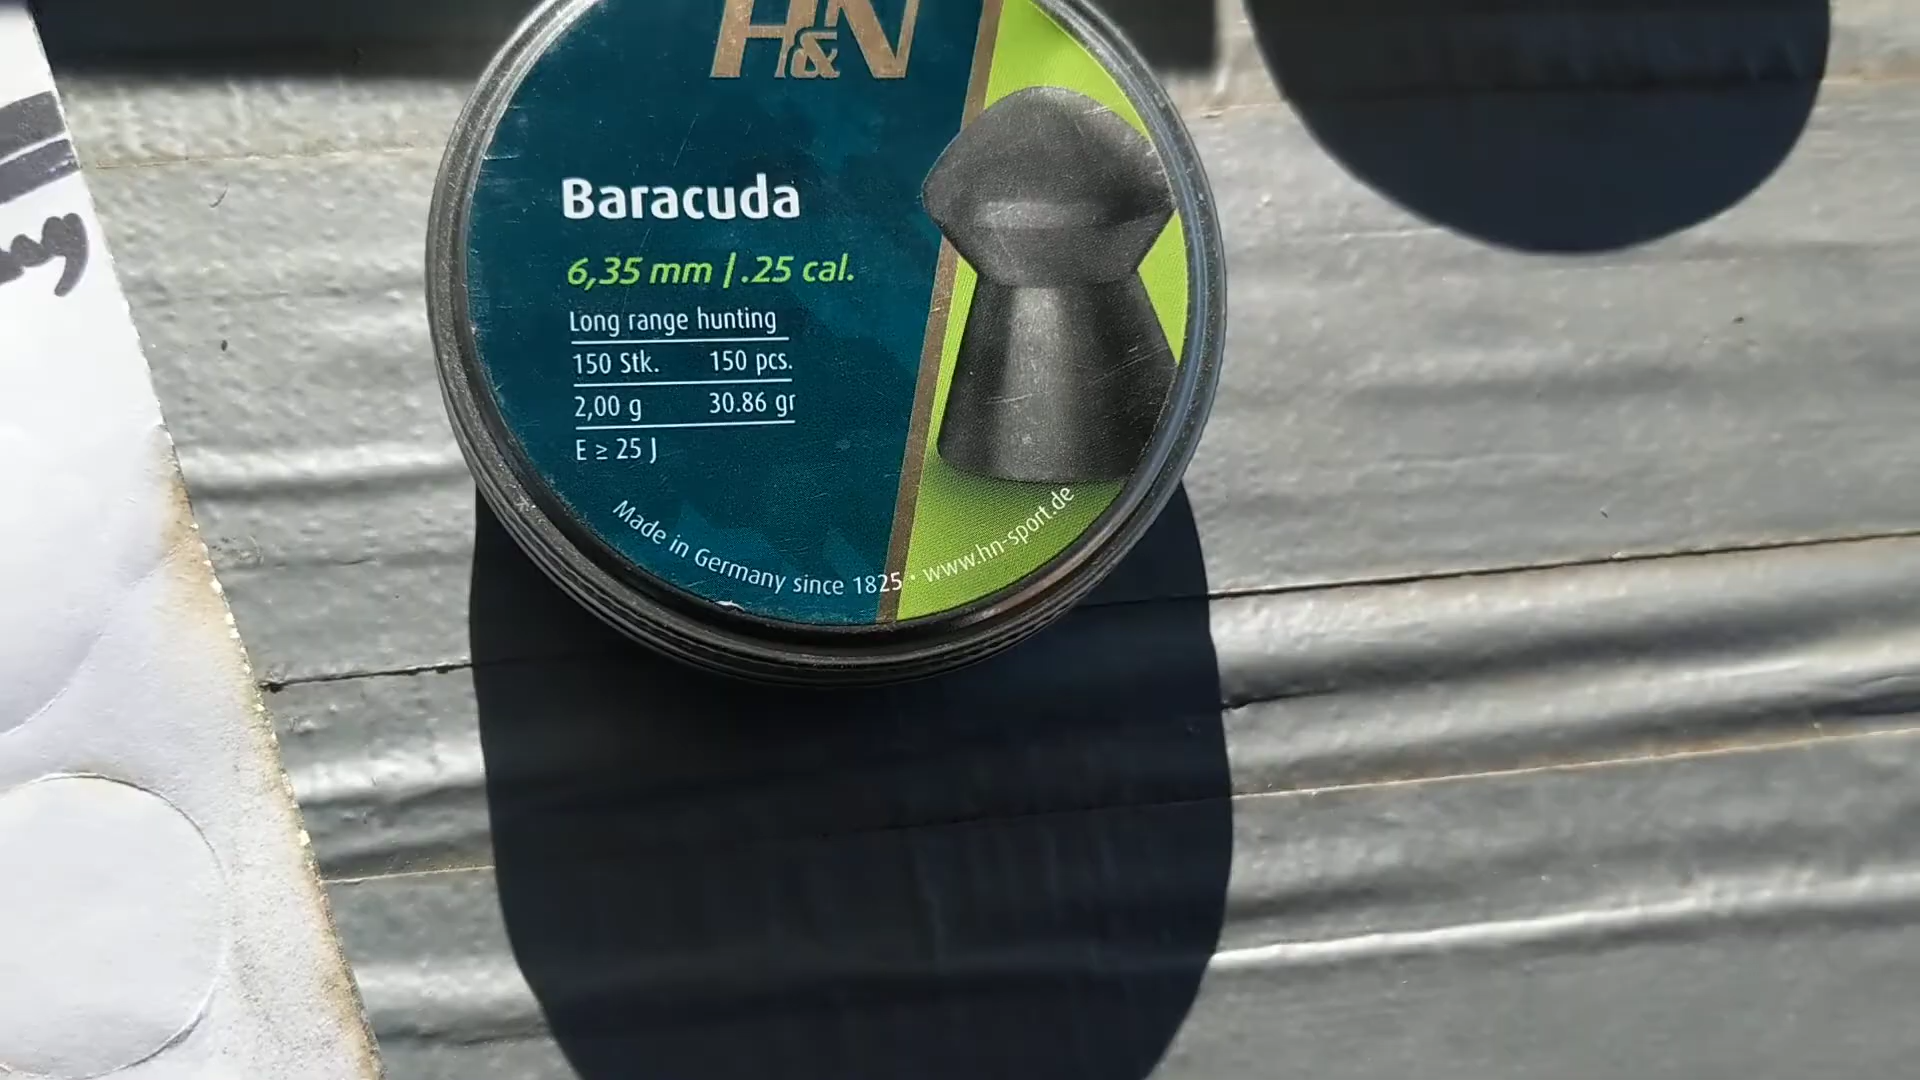 H&N
Baracuda
6,35 mm | .25 cal.
Long range hunting
150 Stk. 150 pcs.
2,00 g 30.86 gr
E ≥ 25 J
Made in Germany since 1825 · www.hn-sport.de